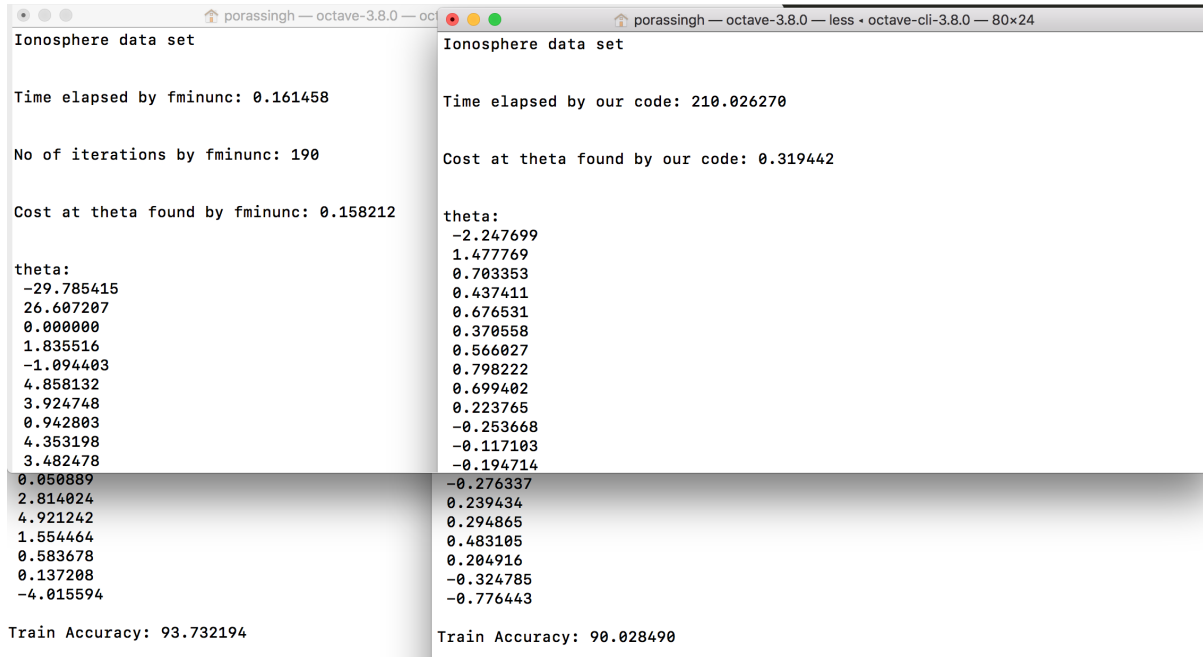 porassingh — octave-3.8.0 — oct
Ionosphere data set
Time elapsed by fminunc: 0.161458
No of iterations by fminunc: 190
Cost at theta found by fminunc: 0.158212
theta:
-29.785415
26.607207
0.000000
1.835516
-1.094403
4.858132
3.924748
0.942803
4.353198
3.482478
0.050889
2.814024
4.921242
1.554464
0.583678
0.137208
-4.015594
Train Accuracy: 93.732194
porassingh — octave-3.8.0 — less ◂ octave-cli-3.8.0 — 80×24
Ionosphere data set
Time elapsed by our code: 210.026270
Cost at theta found by our code: 0.319442
theta:
-2.247699
1.477769
0.703353
0.437411
0.676531
0.370558
0.566027
0.798222
0.699402
0.223765
-0.253668
-0.117103
-0.194714
-0.276337
0.239434
0.294865
0.483105
0.204916
-0.324785
-0.776443
Train Accuracy: 90.028490